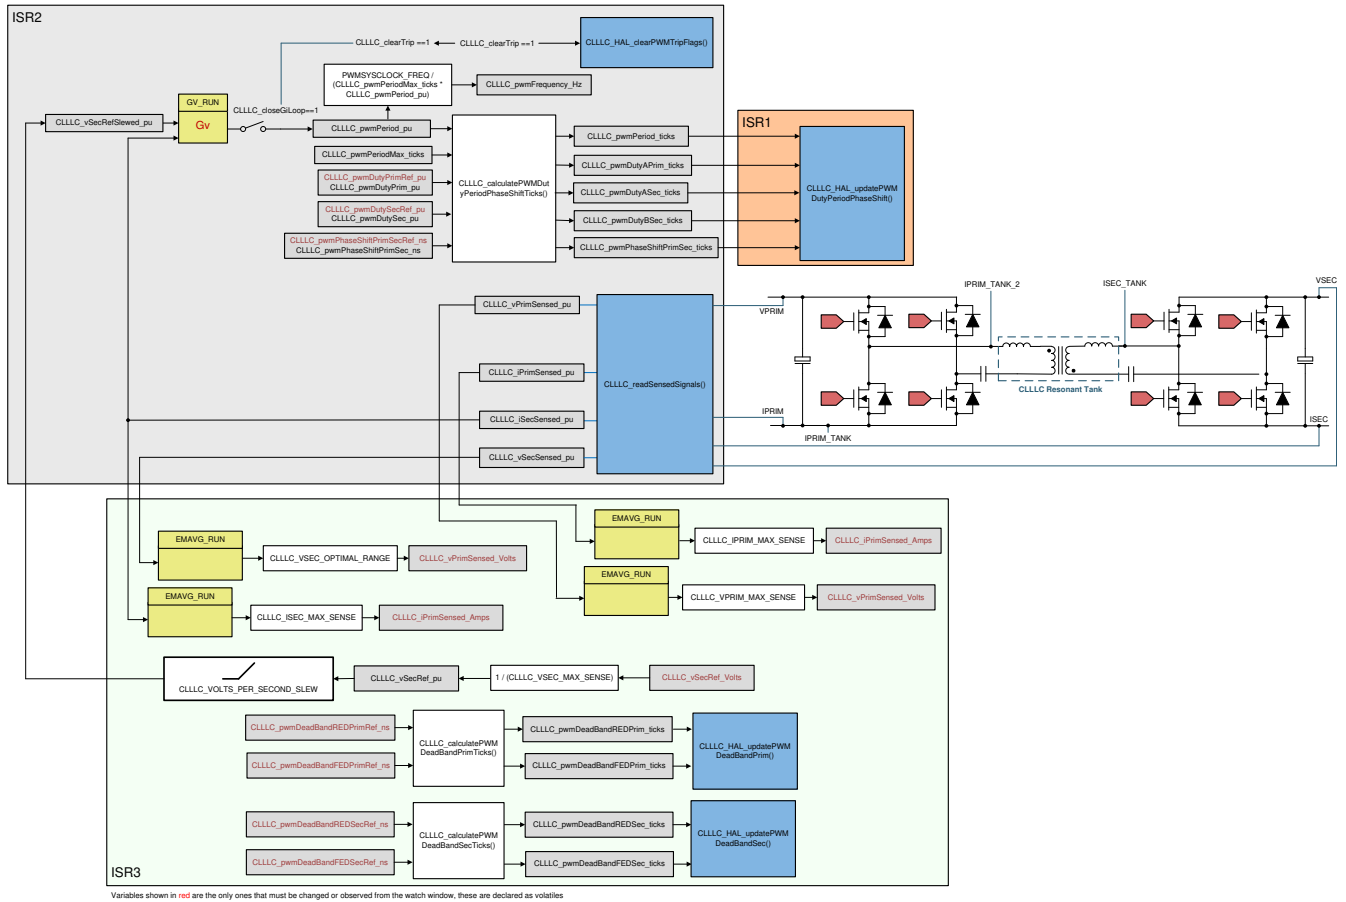 ISR2
CLLLC_clearTrip ==1
CLLLC_clearTrip ==1
CLLLC_HAL_clearPWMTripFlags()
PWMSYSCLOCK_FREQ /
(CLLLC_pwmPeriodMax_ticks *
CLLLC_pwmPeriod_pu)
CLLLC_pwmFrequency_Hz
CLLLC_vSecRefSlewed_pu
GV_RUN
Gv
CLLLC_closeGiLoop==1
CLLLC_pwmPeriod_pu
CLLLC_pwmPeriodMax_ticks
CLLLC_pwmDutyPrimRef_pu
CLLLC_pwmDutyPrim_pu
CLLLC_pwmDutySecRef_pu
CLLLC_pwmDutySec_pu
CLLLC_pwmPhaseShiftPrimSecRef_ns
CLLLC_pwmPhaseShiftPrimSec_ns
CLLLC_calculatePWMDut
yPeriodPhaseShiftTicks()
CLLLC_pwmPeriod_ticks
CLLLC_pwmDutyAPrim_ticks
CLLLC_pwmDutyASec_ticks
CLLLC_pwmDutyBSec_ticks
CLLLC_pwmPhaseShiftPrimSec_ticks
ISR1
CLLLC_HAL_updatePWM
DutyPeriodPhaseShift()
CLLLC_vPrimSensed_pu
CLLLC_iPrimSensed_pu
CLLLC_iSecSensed_pu
CLLLC_vSecSensed_pu
CLLLC_readSensedSignals()
VPRIM
IPRIM
IPRIM_TANK
IPRIM_TANK_2
ISEC_TANK
VSEC
ISEC
CLLLC Resonant Tank
EMAVG_RUN
CLLLC_VSEC_OPTIMAL_RANGE
CLLLC_vPrimSensed_Volts
EMAVG_RUN
CLLLC_ISEC_MAX_SENSE
CLLLC_iPrimSensed_Amps
EMAVG_RUN
CLLLC_IPRIM_MAX_SENSE
CLLLC_iPrimSensed_Amps
EMAVG_RUN
CLLLC_VPRIM_MAX_SENSE
CLLLC_vPrimSensed_Volts
CLLLC_VOLTS_PER_SECOND_SLEW
CLLLC_vSecRef_pu
1 / (CLLLC_VSEC_MAX_SENSE)
CLLLC_vSecRef_Volts
CLLLC_pwmDeadBandREDPrimRef_ns
CLLLC_pwmDeadBandFEDPrimRef_ns
CLLLC_calculatePWM
DeadBandPrimTicks()
CLLLC_pwmDeadBandREDPrim_ticks
CLLLC_pwmDeadBandFEDPrim_ticks
CLLLC_HAL_updatePWM
DeadBandPrim()
CLLLC_pwmDeadBandREDSecRef_ns
CLLLC_pwmDeadBandFEDSecRef_ns
CLLLC_calculatePWM
DeadBandSecTicks()
CLLLC_pwmDeadBandREDSec_ticks
CLLLC_pwmDeadBandFEDSec_ticks
CLLLC_HAL_updatePWM
DeadBandSec()
ISR3
Variables shown in red are the only ones that must be changed or observed from the watch window, these are declared as volatiles